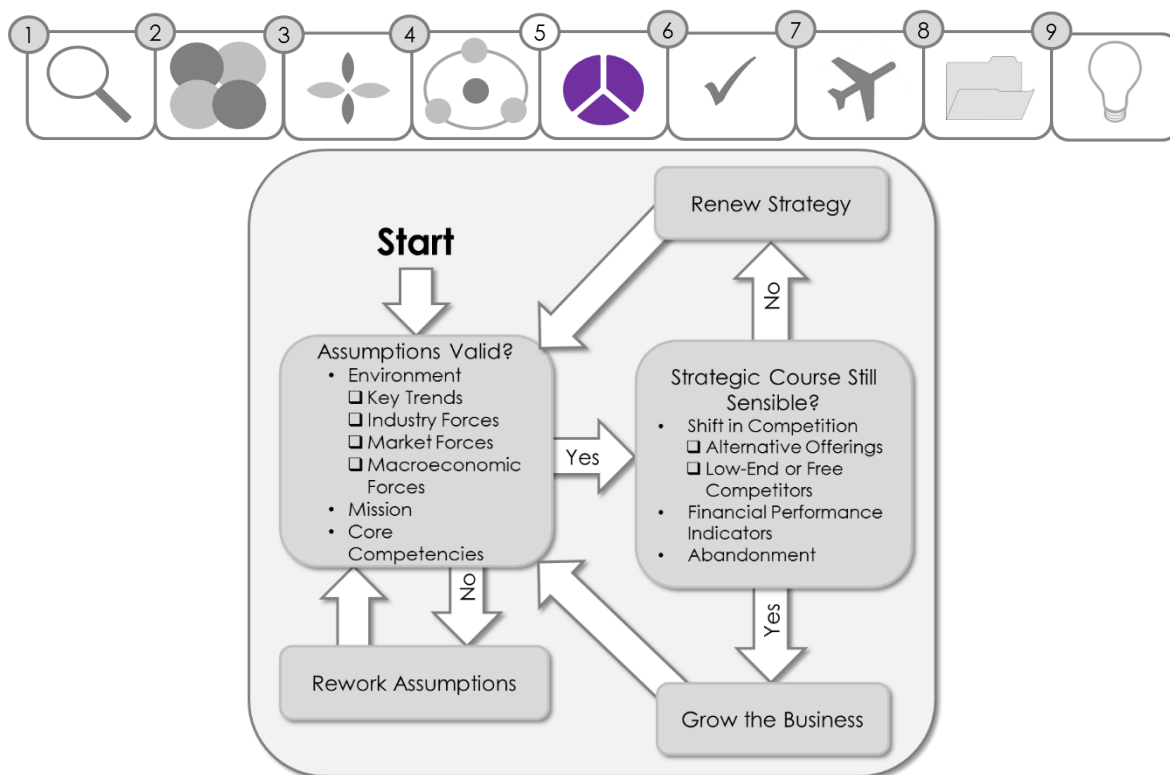 1
2
3
4
5
6
7
8
9
Start
Renew Strategy
No
Assumptions Valid?
• Environment
❑ Key Trends
❑ Industry Forces
❑ Market Forces
❑ Macroeconomic
Forces
• Mission
• Core
Competencies
Yes
Strategic Course Still
Sensible?
• Shift in Competition
❑ Alternative Offerings
❑ Low-End or Free
Competitors
• Financial Performance
Indicators
• Abandonment
No
Yes
Rework Assumptions
Grow the Business